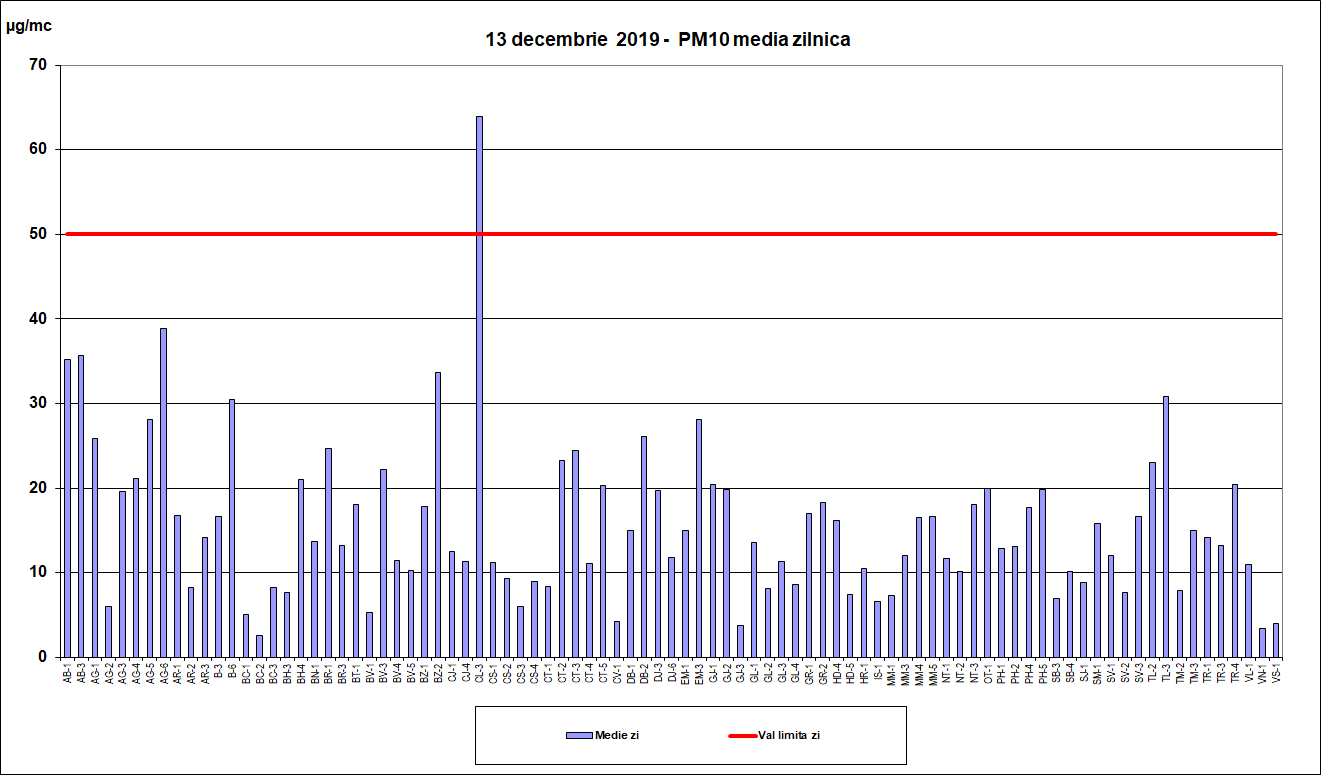 µg/mc
13 decembrie 2019 - PM10 media zilnica
70
60
50
40
30
20
10
0
AB-1 AB-3 AG-1 AG-2 AG-3 AG-4 AG-5 AG-6 AR-1 AR-2 AR-3 B-3 B-6 BC-1 BC-2 BC-3 BH-3 BH-4 BN-1 BR-1 BR-3 BT-1 BV-1 BV-3 BV-4 BV-5 BZ-1 BZ-2 CJ-1 CJ-4 CL-3 CS-1 CS-2 CS-3 CS-4 CT-1 CT-2 CT-3 CT-4 CT-5 CV-1 DB-1 DB-2 DJ-3 DJ-6 EM-1 EM-3 GJ-1 GJ-2 GJ-3 GL-1 GL-2 GL-3 GL-4 GR-1 GR-2 HD-4 HD-5 HR-1 IS-1 MM-1 MM-3 MM-4 MM-5 NT-1 NT-2 NT-3 OT-1 PH-1 PH-2 PH-4 PH-5 SB-3 SB-4 SJ-1 SM-1 SV-1 SV-2 SV-3 TL-2 TL-3 TM-2 TM-3 TR-1 TR-3 TR-4 VL-1 VN-1 VS-1
Medie zi Val limita zi